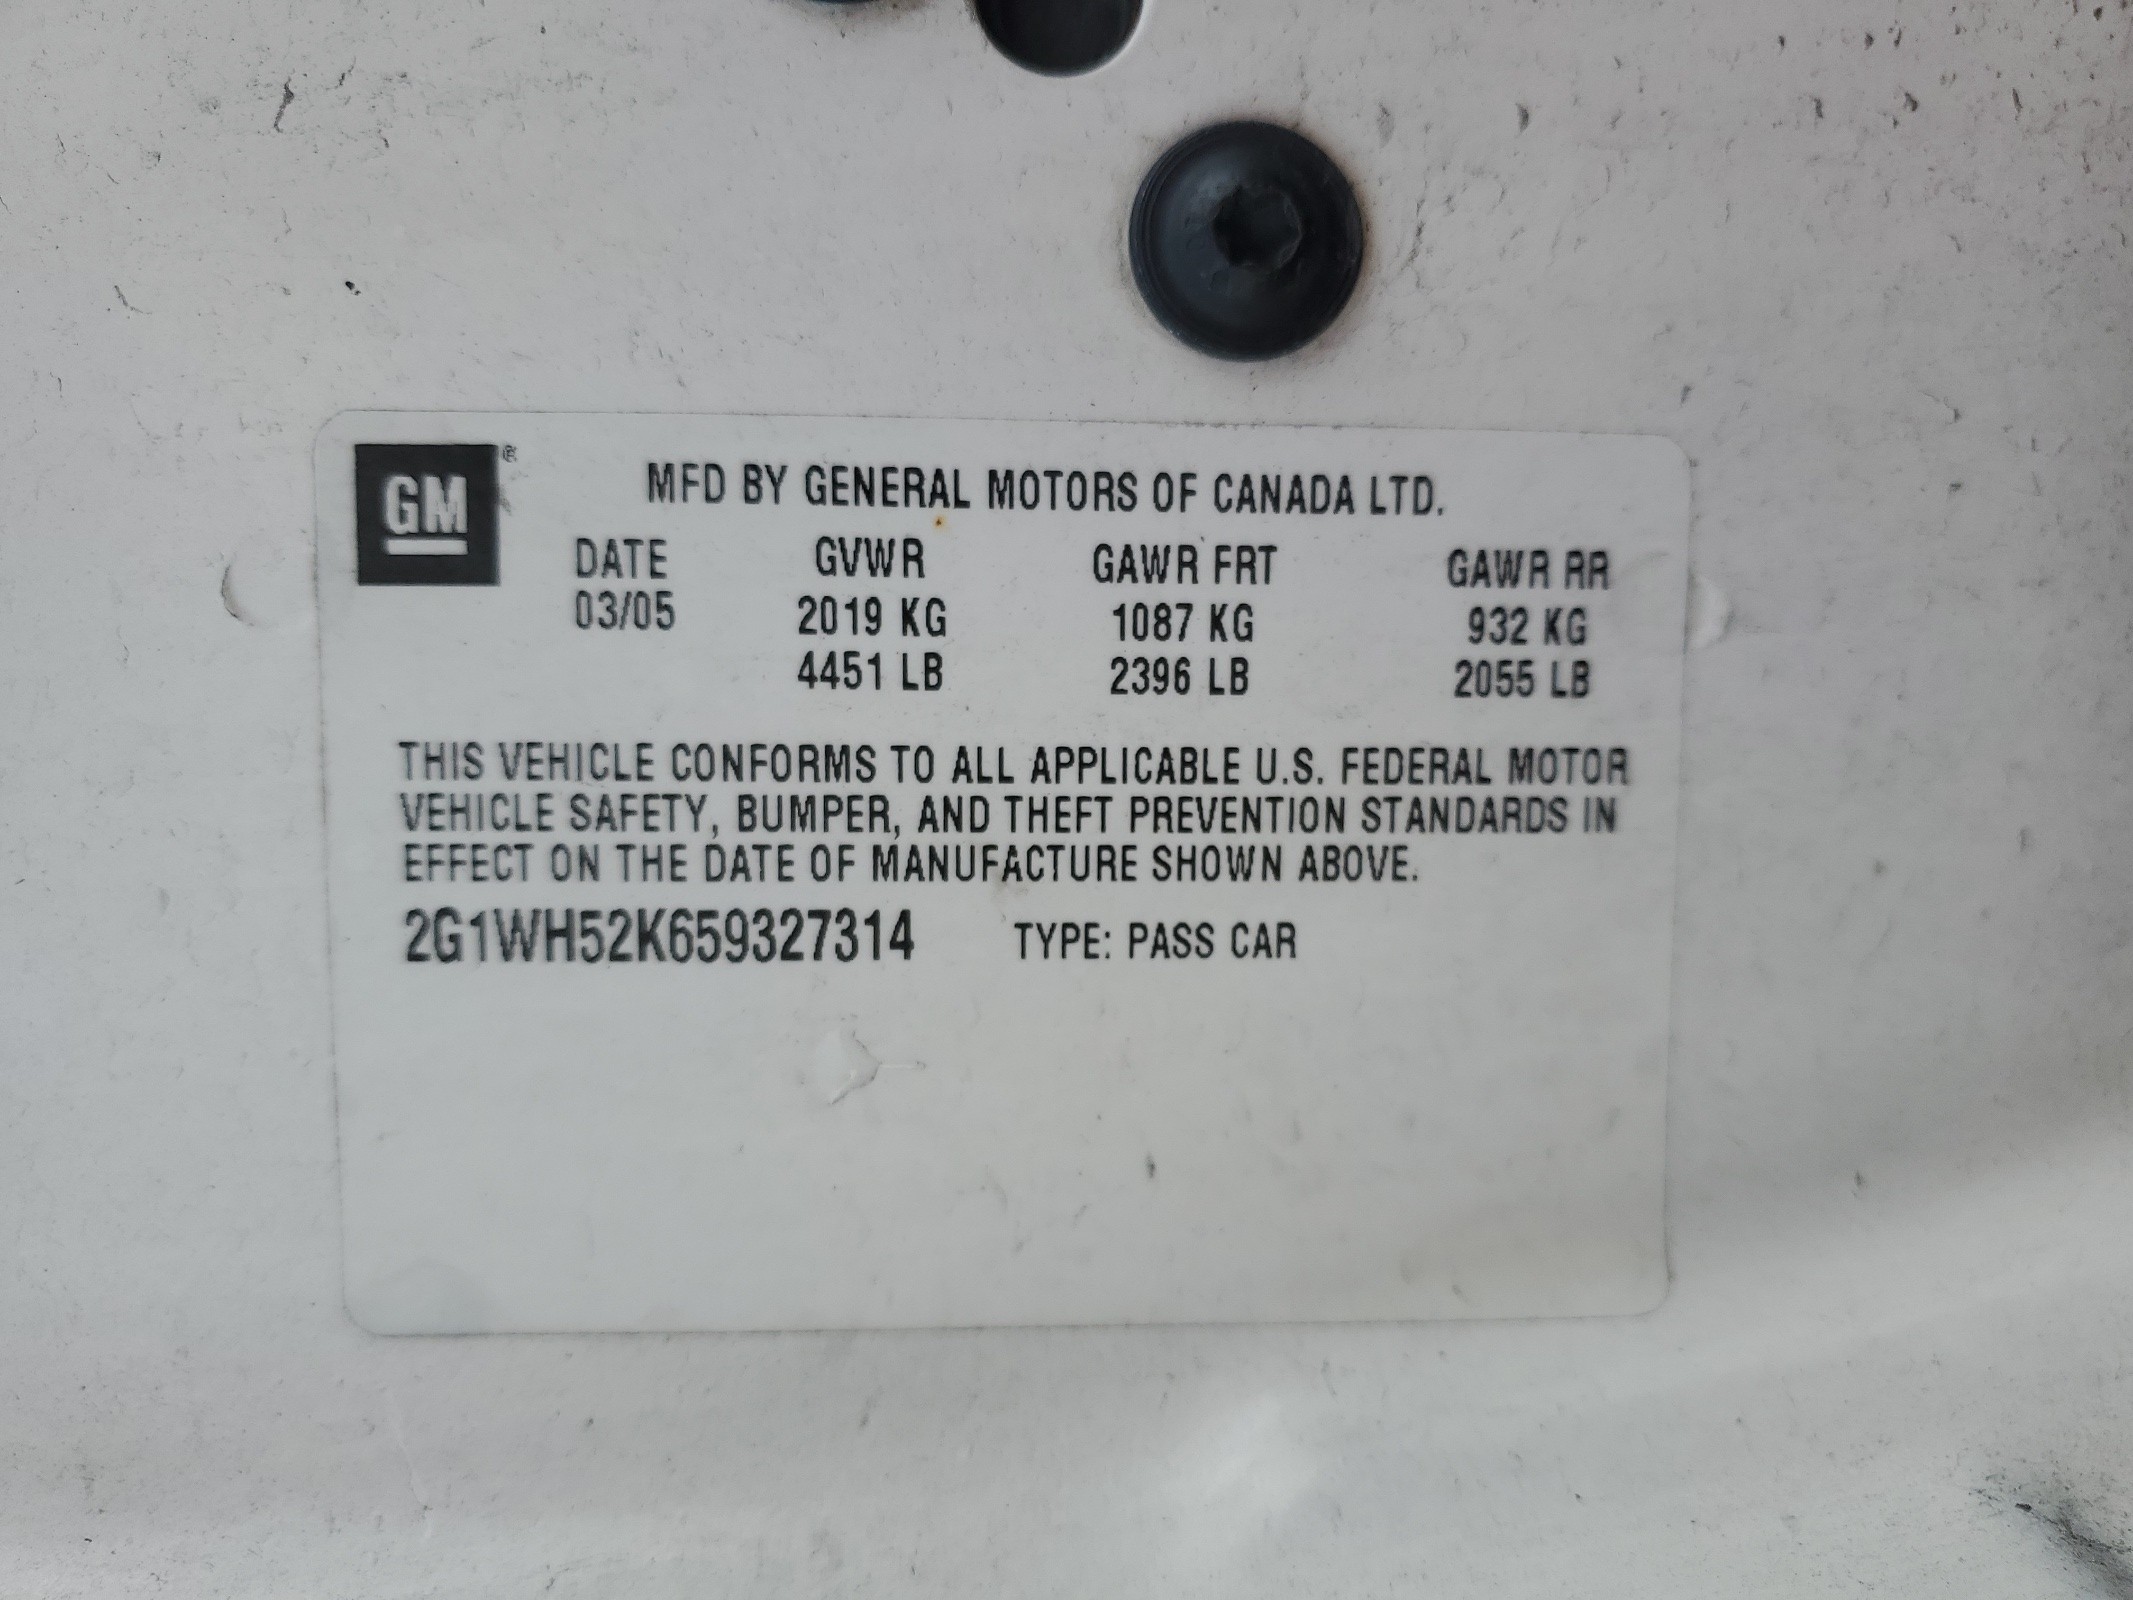 GM®
MFD BY GENERAL MOTORS OF CANADA LTD.
DATE GVWR GAWR FRT GAWR RR
03/05 2019 KG 1087 KG 932 KG
4451 LB 2396 LB 2055 LB
THIS VEHICLE CONFORMS TO ALL APPLICABLE U.S. FEDERAL MOTOR
VEHICLE SAFETY, BUMPER, AND THEFT PREVENTION STANDARDS IN
EFFECT ON THE DATE OF MANUFACTURE SHOWN ABOVE.
2G1WH52K659327314 TYPE: PASS CAR